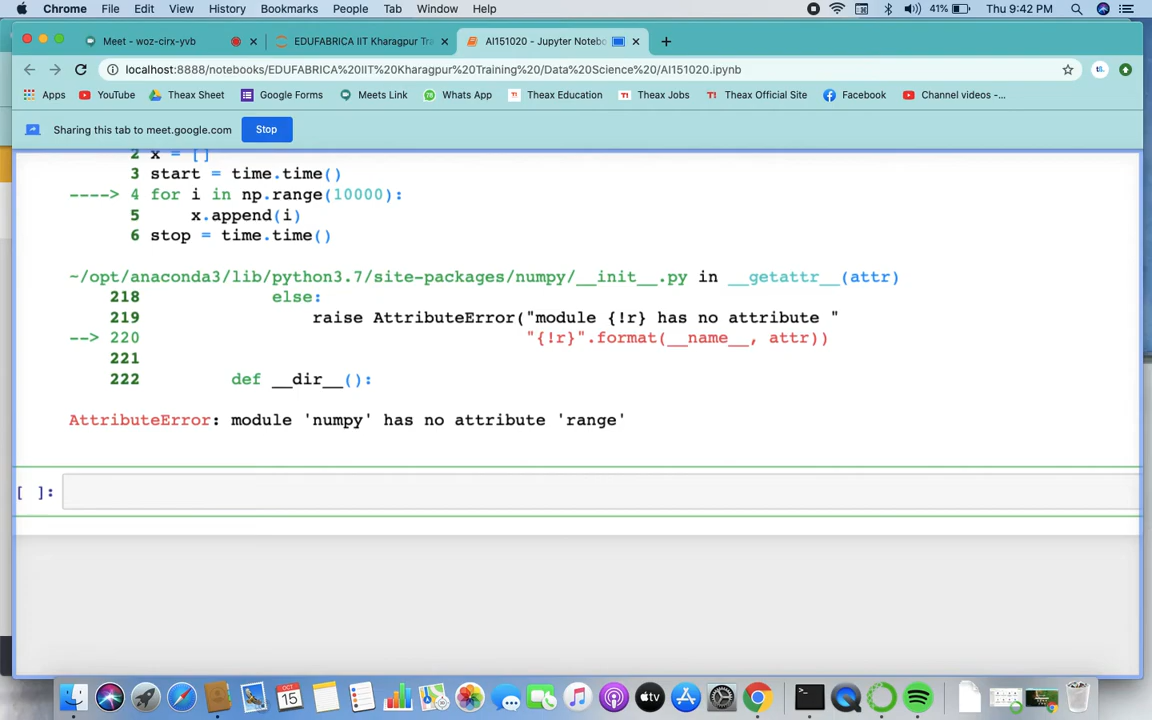 Chrome File Edit View History Bookmarks People Tab Window Help 41% Thu 9:42 PM
Meet - woz-cirx-yvb EDUFABRICA IIT Kharagpur Tra AI151020 - Jupyter Notebo
localhost:8888/notebooks/EDUFABRICA%20IIT%20Kharagpur%20Training%20/Data%20Science%20/AI151020.ipynb
Apps YouTube Theax Sheet Google Forms Meets Link Whats App Theax Education Theax Jobs Theax Official Site Facebook Channel videos -...
Sharing this tab to meet.google.com Stop
2 x = []
3 start = time.time()
----> 4 for i in np.range(10000):
5 x.append(i)
6 stop = time.time()
~/opt/anaconda3/lib/python3.7/site-packages/numpy/__init__.py in __getattr__(attr)
218 else:
219 raise AttributeError("module {!r} has no attribute "
--> 220 "{!r}".format(__name__, attr))
221
222 def __dir__():
AttributeError: module 'numpy' has no attribute 'range'
[ ]: